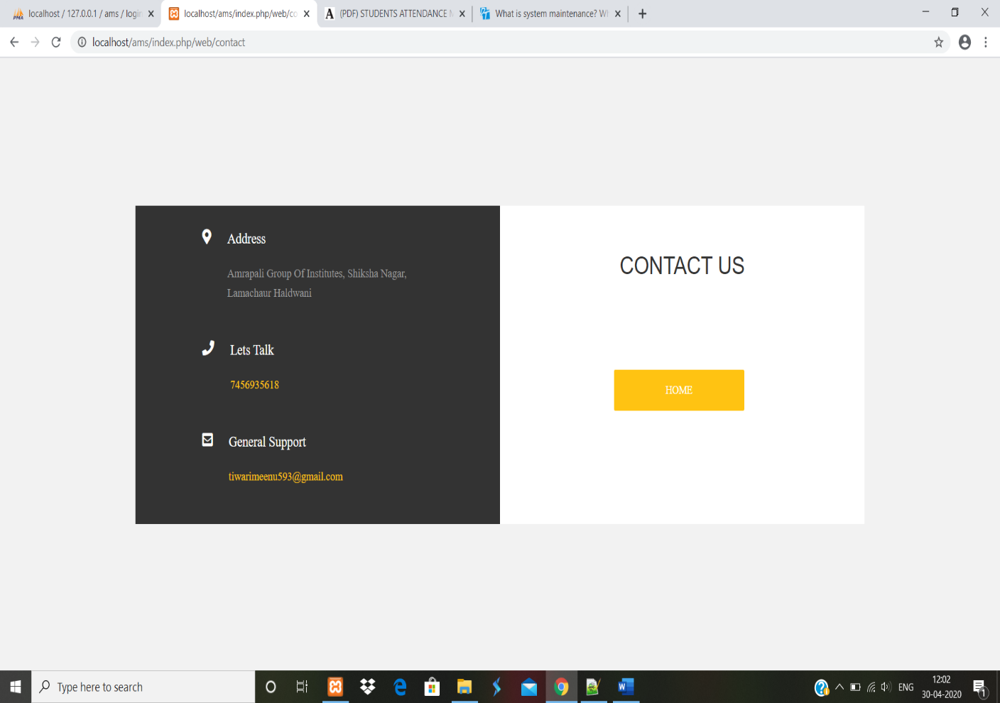 localhost / 127.0.0.1 / ams / login
localhost/ams/index.php/web/co
(PDF) STUDENTS ATTENDANCE M
What is system maintenance? Wh
localhost/ams/index.php/web/contact
Address
Amrapali Group Of Institutes, Shiksha Nagar,
Lamachaur Haldwani
Lets Talk
7456935618
General Support
tiwarimeenu593@gmail.com
CONTACT US
HOME
Type here to search
ENG
12:02
30-04-2020
1